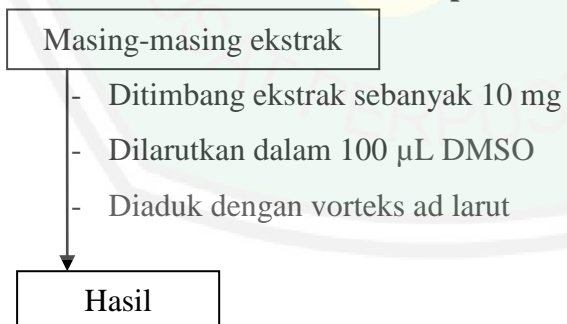 Masing-masing ekstrak
- Ditimbang ekstrak sebanyak 10 mg
- Dilarutkan dalam 100 µL DMSO
- Diaduk dengan vorteks ad larut
Hasil